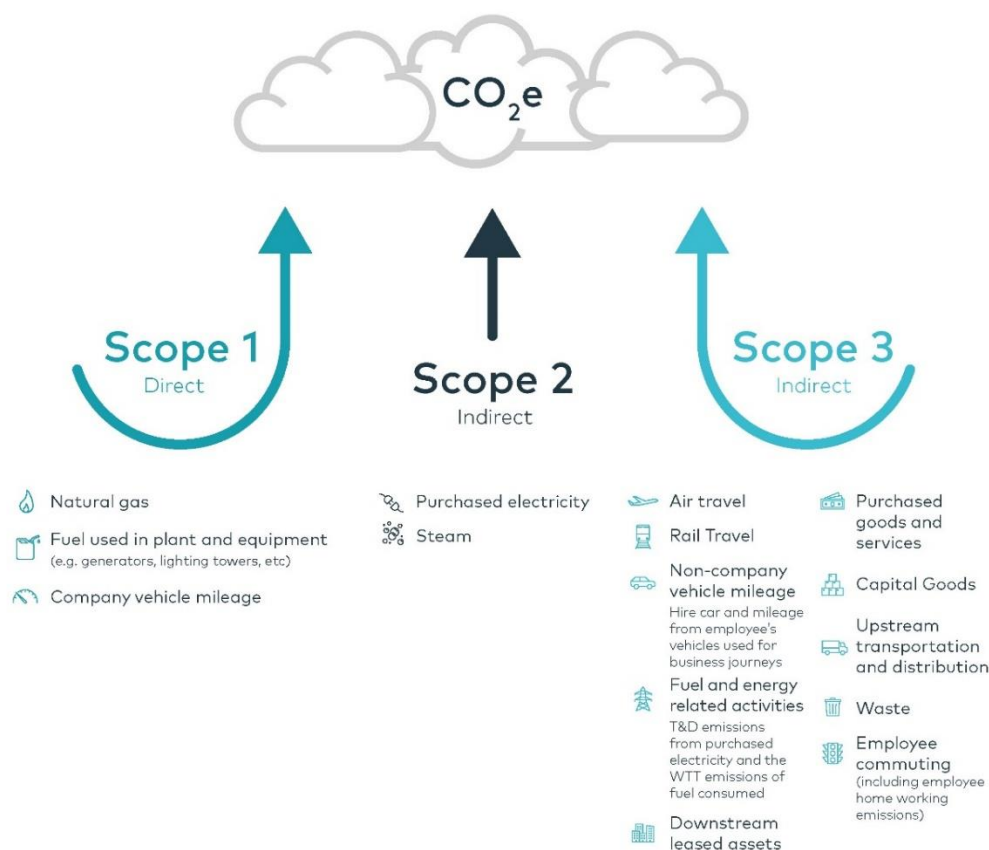 CO₂e
Scope 1
Direct
Scope 2
Indirect
Scope 3
Indirect
Natural gas
Fuel used in plant and equipment
(e.g. generators, lighting towers, etc)
Company vehicle mileage
Purchased electricity
Steam
Air travel
Rail Travel
Non-company
vehicle mileage
Hire car and mileage
from employee's
vehicles used for
business journeys
Fuel and energy
related activities
T&D emissions
from purchased
electricity and the
WTT emissions of
fuel consumed
Downstream
leased assets
Purchased
goods and
services
Capital Goods
Upstream
transportation
and distribution
Waste
Employee
commuting
(including employee
home working
emissions)